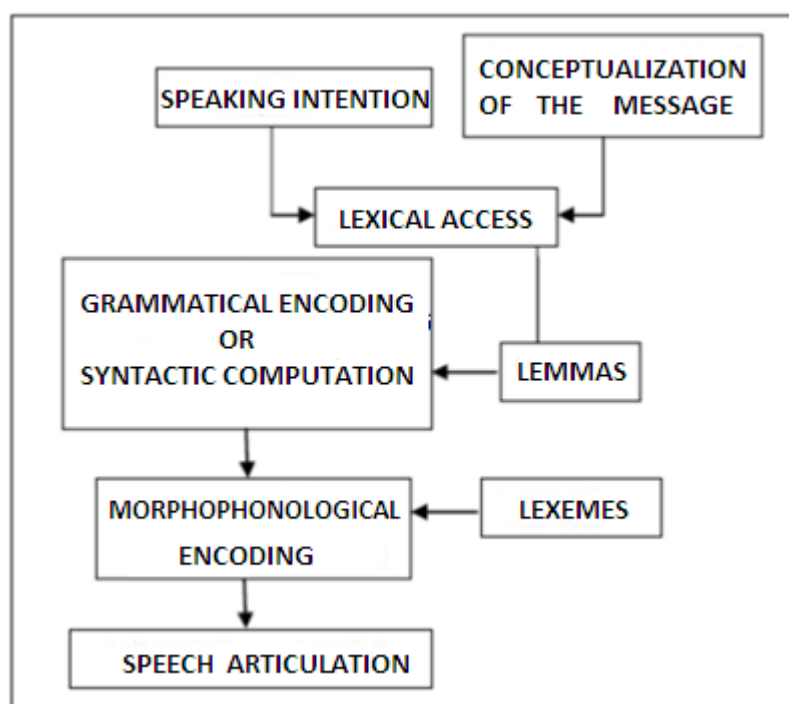 SPEAKING INTENTION
CONCEPTUALIZATION
OF THE MESSAGE
LEXICAL ACCESS
GRAMMATICAL ENCODING
OR
SYNTACTIC COMPUTATION
LEMMAS
MORPHOPHONOLOGICAL
ENCODING
LEXEMES
SPEECH ARTICULATION